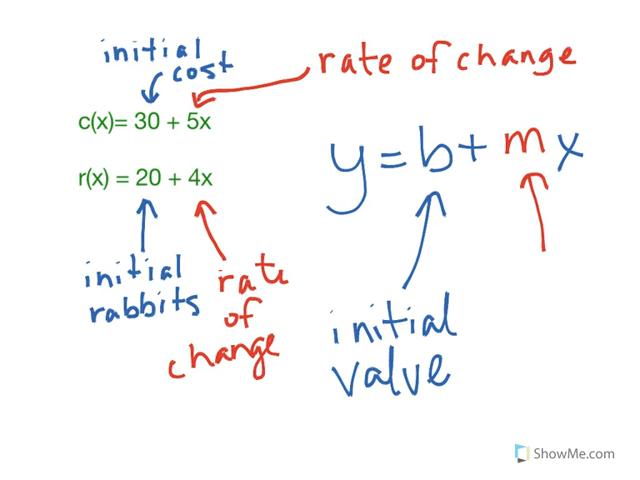 initial
cost
rate of change
c(x)= 30 + 5x
y = b + mx
r(x) = 20 + 4x
initial
rabbits
rate
of
change
initial
value
ShowMe.com